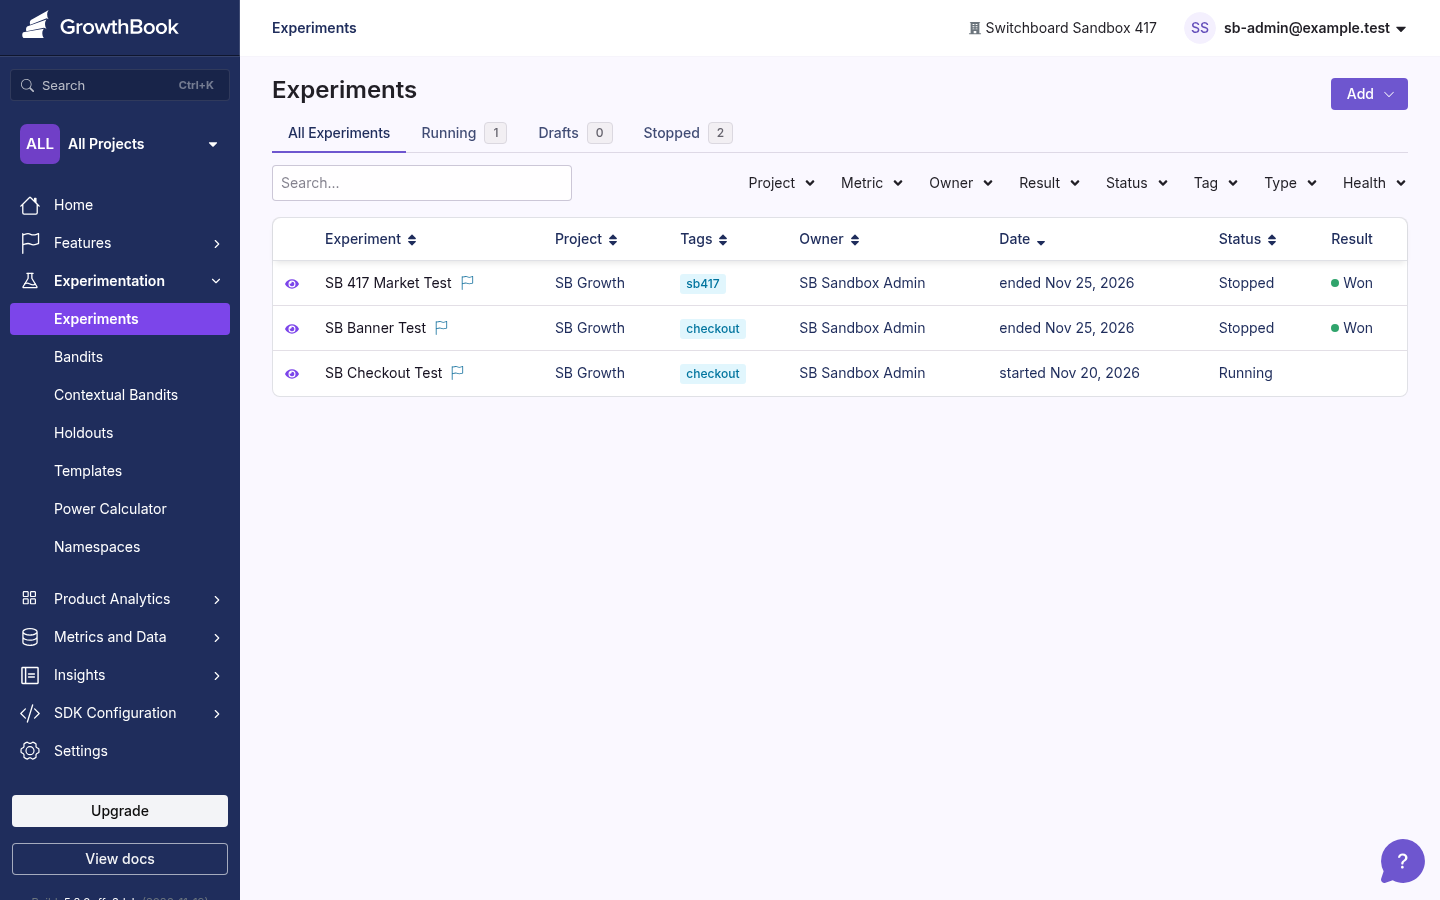 GrowthBook
Experiments
Switchboard Sandbox 417
SS
sb-admin@example.test
Search
Ctrl+K
ALL
All Projects
Home
Features
Experimentation
Experiments
Bandits
Contextual Bandits
Holdouts
Templates
Power Calculator
Namespaces
Product Analytics
Metrics and Data
Insights
SDK Configuration
Settings
Upgrade
View docs
Experiments
Add
All Experiments
Running 1
Drafts 0
Stopped 2
Search...
Project
Metric
Owner
Result
Status
Tag
Type
Health
Experiment Project Tags Owner Date Status Result
SB 417 Market Test SB Growth sb417 SB Sandbox Admin ended Nov 25, 2026 Stopped Won
SB Banner Test SB Growth checkout SB Sandbox Admin ended Nov 25, 2026 Stopped Won
SB Checkout Test SB Growth checkout SB Sandbox Admin started Nov 20, 2026 Running
?